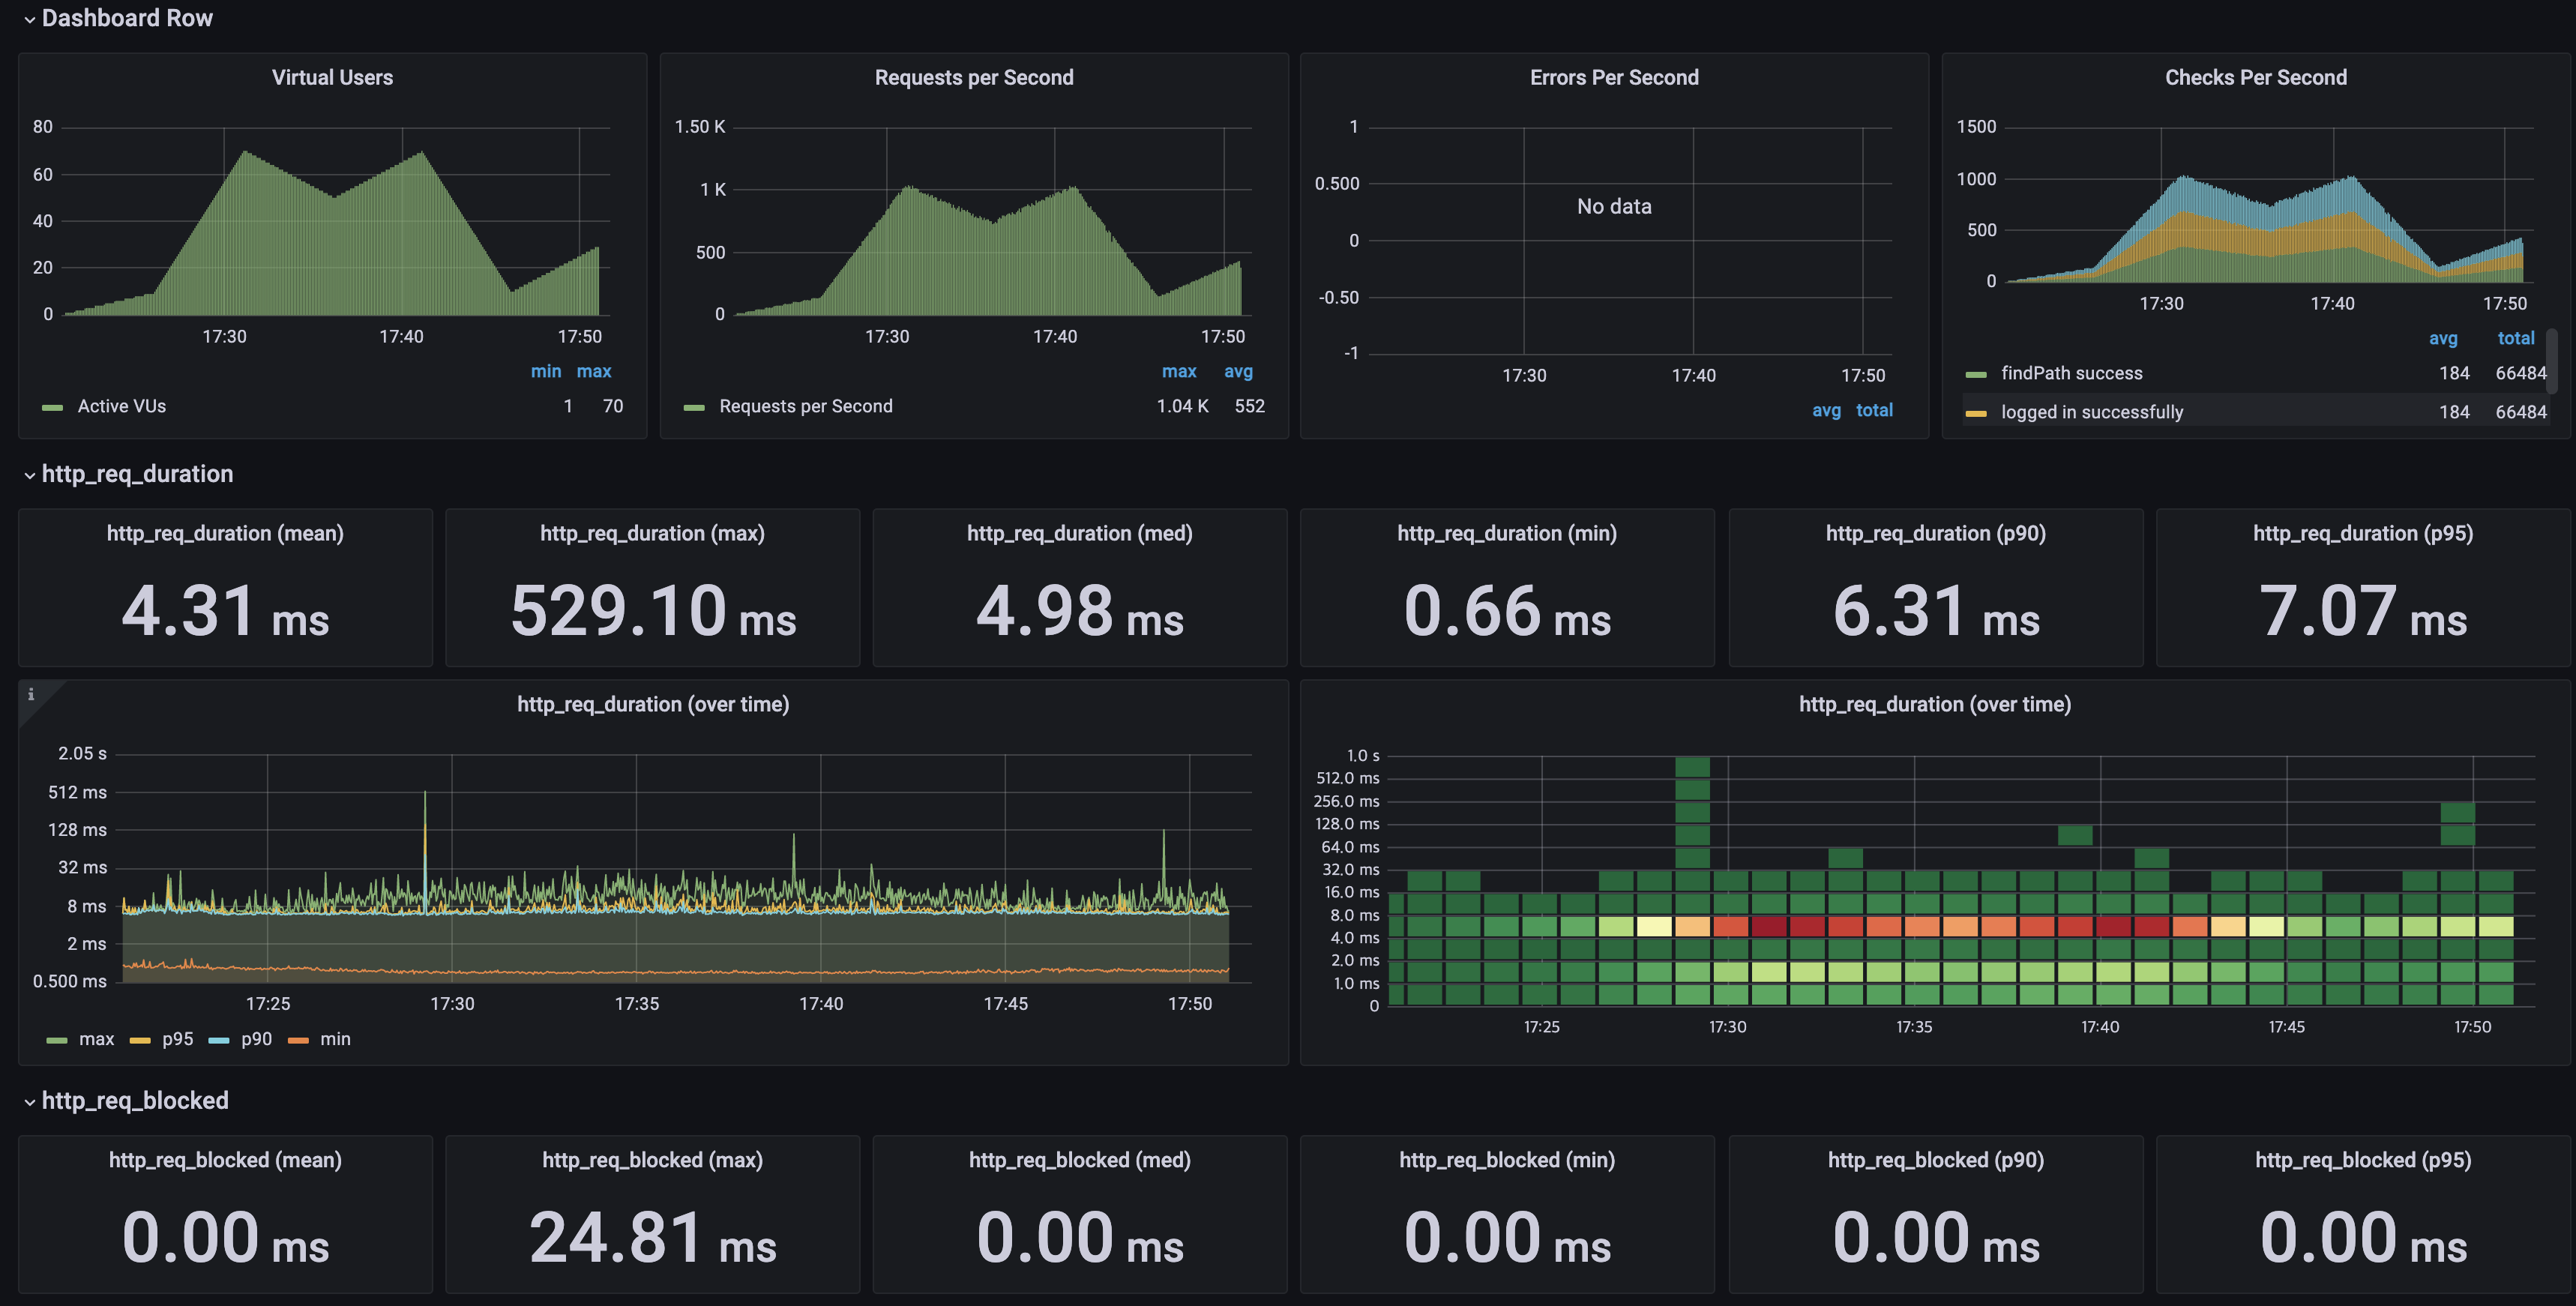 Dashboard Row
Virtual Users
80
60
40
20
0
17:30 17:40 17:50
min max
Active VUs 1 70
Requests per Second
1.50 K
1 K
500
0
17:30 17:40 17:50
max avg
Requests per Second 1.04 K 552
Errors Per Second
1
0.500
0
-0.50
-1
No data
17:30 17:40 17:50
avg total
Checks Per Second
1500
1000
500
0
17:30 17:40 17:50
avg total
findPath success 184 66484
logged in successfully 184 66484
http_req_duration
http_req_duration (mean)
4.31 ms
http_req_duration (max)
529.10 ms
http_req_duration (med)
4.98 ms
http_req_duration (min)
0.66 ms
http_req_duration (p90)
6.31 ms
http_req_duration (p95)
7.07 ms
i
http_req_duration (over time)
2.05 s
512 ms
128 ms
32 ms
8 ms
2 ms
0.500 ms
17:25 17:30 17:35 17:40 17:45 17:50
max p95 p90 min
http_req_duration (over time)
1.0 s
512.0 ms
256.0 ms
128.0 ms
64.0 ms
32.0 ms
16.0 ms
8.0 ms
4.0 ms
2.0 ms
1.0 ms
0
17:25 17:30 17:35 17:40 17:45 17:50
http_req_blocked
http_req_blocked (mean)
0.00 ms
http_req_blocked (max)
24.81 ms
http_req_blocked (med)
0.00 ms
http_req_blocked (min)
0.00 ms
http_req_blocked (p90)
0.00 ms
http_req_blocked (p95)
0.00 ms